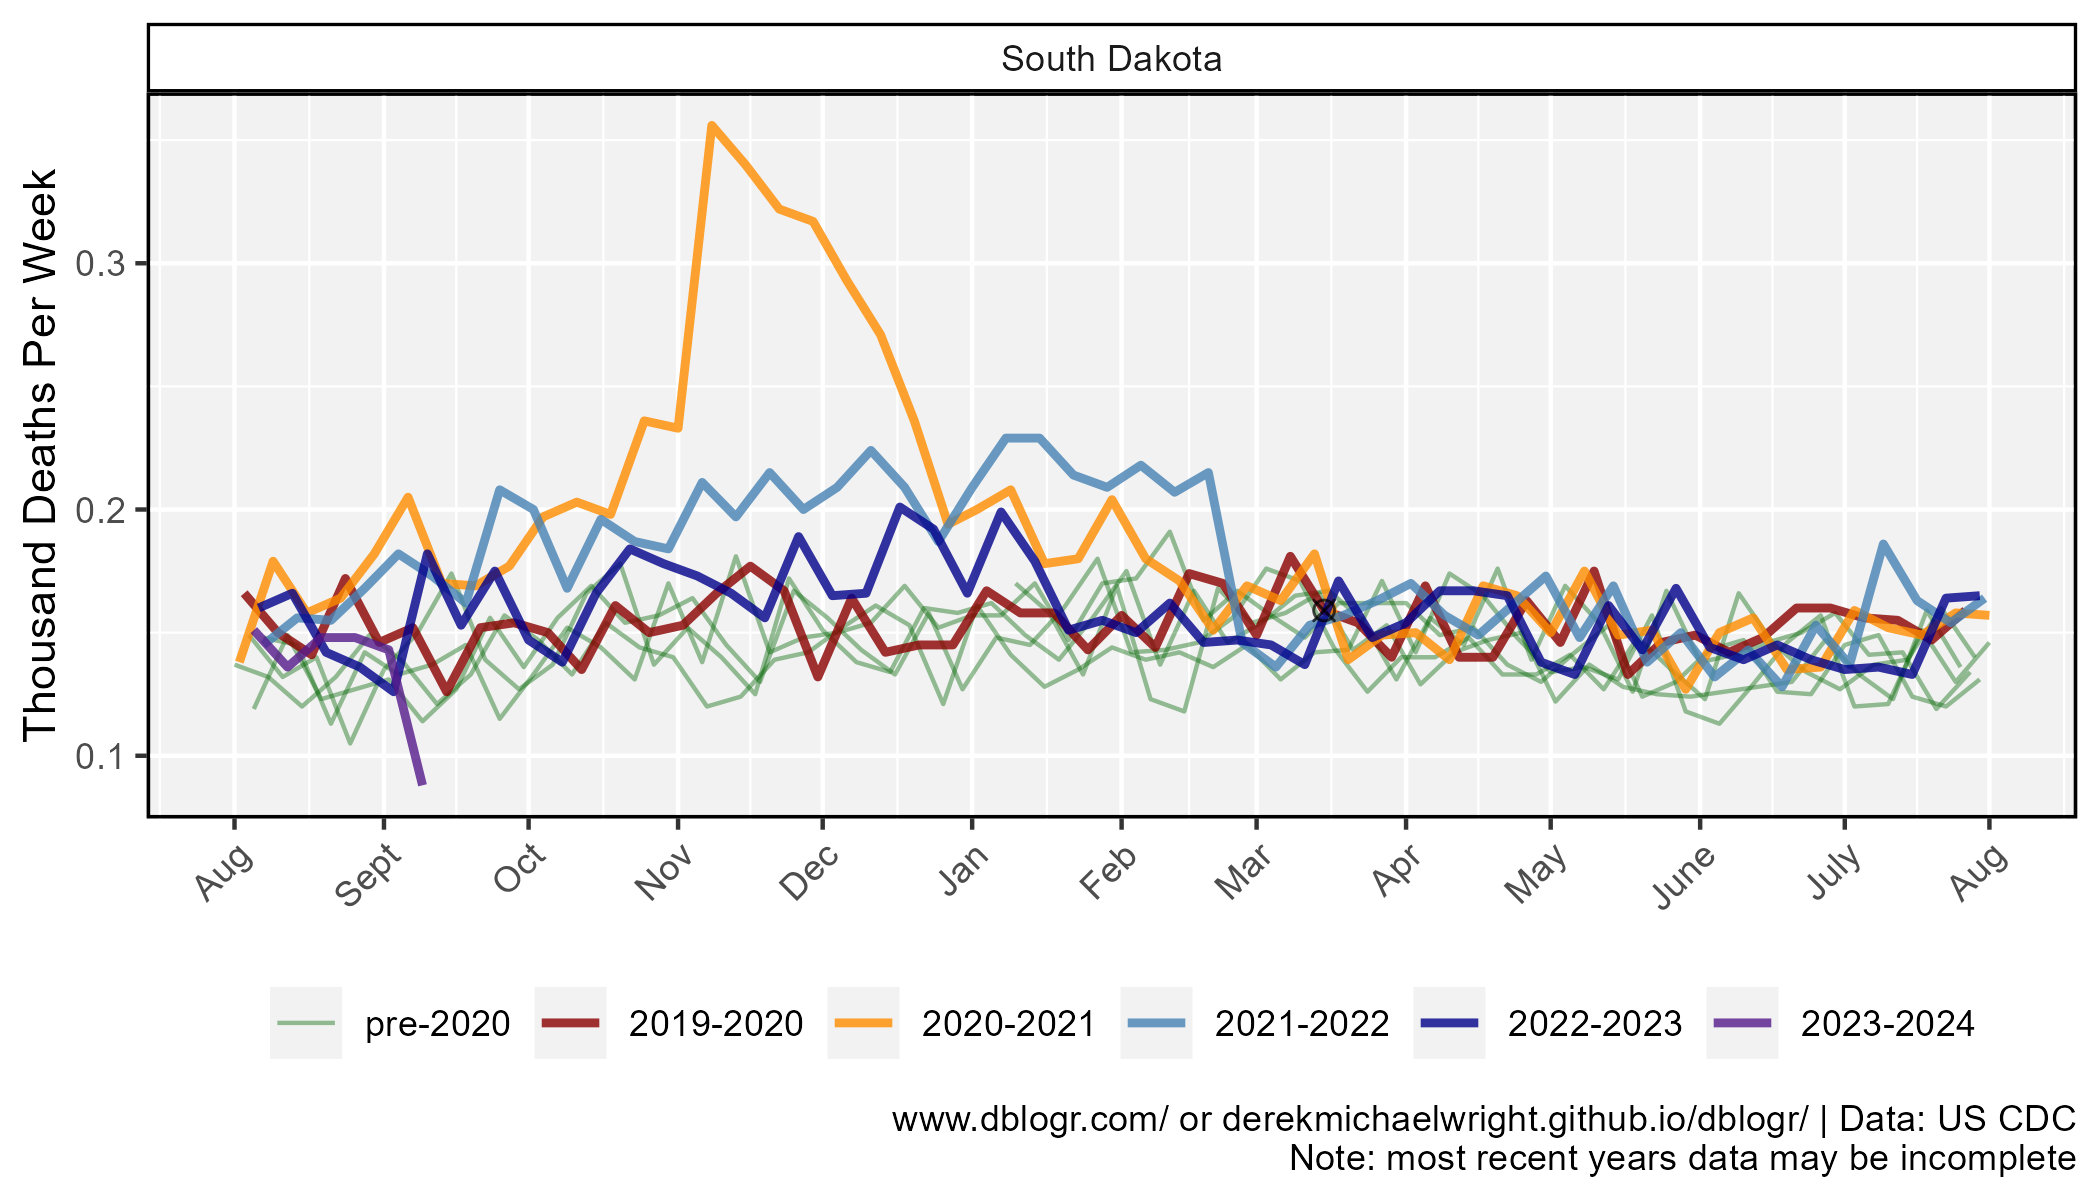 South Dakota
Thousand Deaths Per Week
0.3
0.2
0.1
Aug
Sept
Oct
Nov
Dec
Jan
Feb
Mar
Apr
May
June
July
Aug
pre-2020
2019-2020
2020-2021
2021-2022
2022-2023
2023-2024
www.dblogr.com/ or derekmichaelwright.github.io/dblogr/ | Data: US CDC
Note: most recent years data may be incomplete